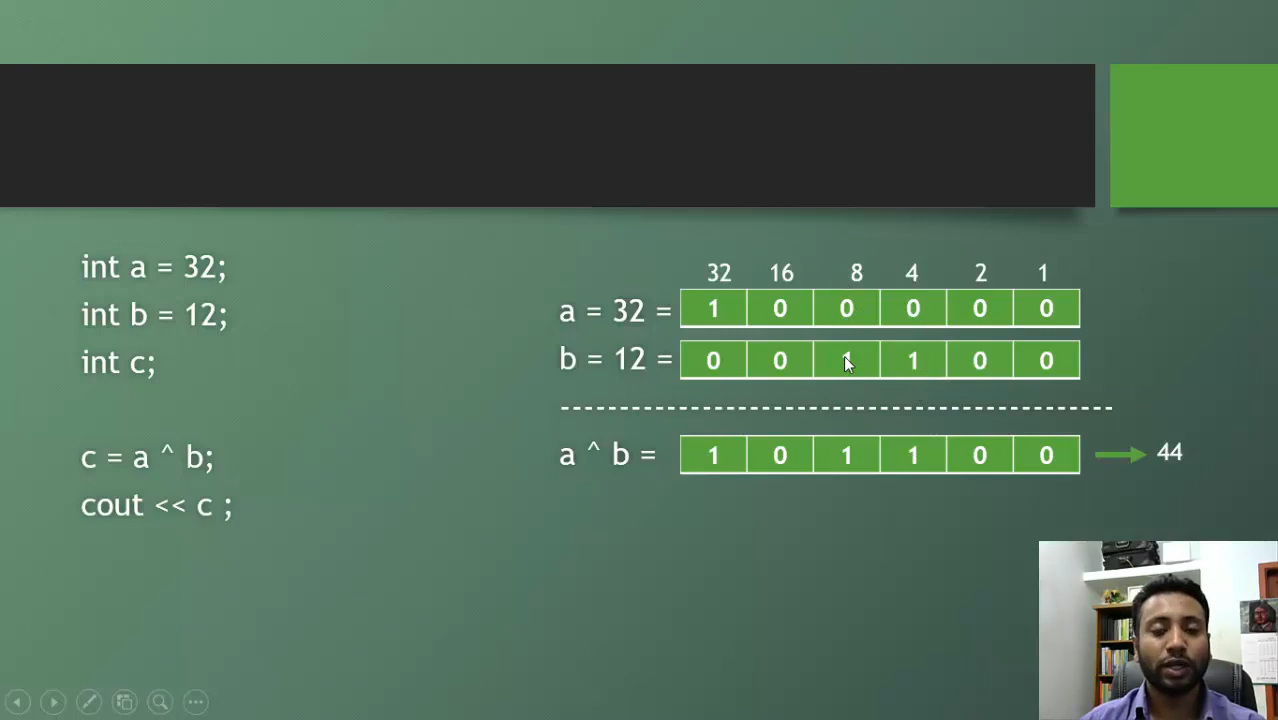 int a = 32;
int b = 12;
int c;
c = a ^ b;
cout << c ;
32 16 8 4 2 1
a = 32 = 1 0 0 0 0 0
b = 12 = 0 0 1 1 0 0
a ^ b = 1 0 1 1 0 0 44